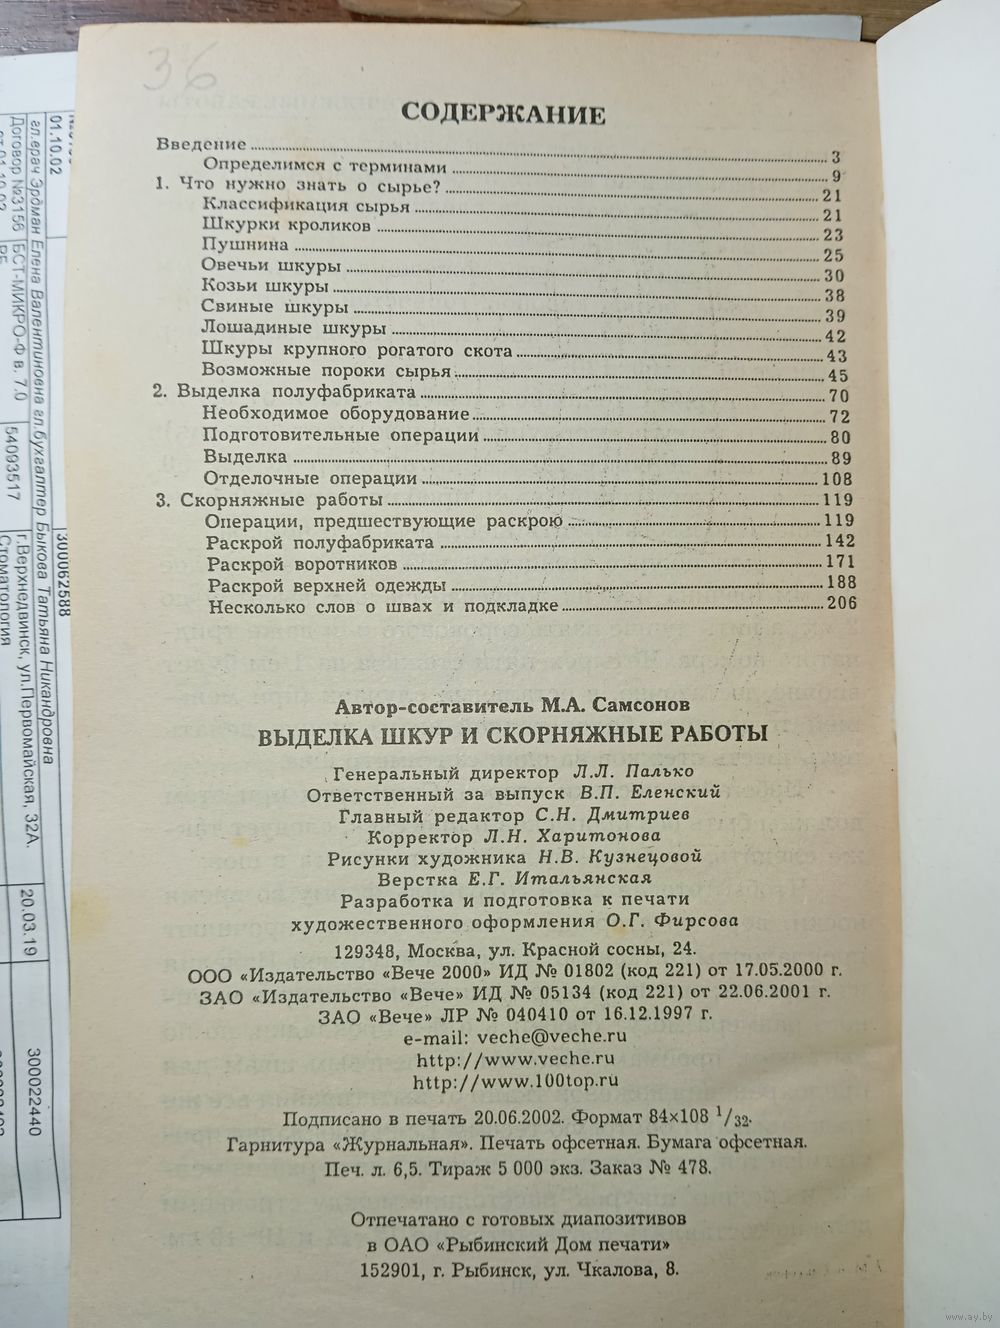 36
СОДЕРЖАНИЕ
Введение ........ 3
Определимся с терминами ........ 9
1. Что нужно знать о сырье? ........ 21
Классификация сырья ........ 21
Шкурки кроликов ........ 23
Пушнина ........ 25
Овечьи шкуры ........ 30
Козьи шкуры ........ 38
Свиные шкуры ........ 39
Лошадиные шкуры ........ 42
Шкуры крупного рогатого скота ........ 43
Возможные пороки сырья ........ 45
2. Выделка полуфабриката ........ 70
Необходимое оборудование ........ 72
Подготовительные операции ........ 80
Выделка ........ 89
Отделочные операции ........ 108
3. Скорняжные работы ........ 119
Операции, предшествующие раскрою ........ 119
Раскрой полуфабриката ........ 142
Раскрой воротников ........ 171
Раскрой верхней одежды ........ 188
Несколько слов о швах и подкладке ........ 206
Автор-составитель М.А. Самсонов
ВЫДЕЛКА ШКУР И СКОРНЯЖНЫЕ РАБОТЫ
Генеральный директор Л.Л. Палько
Ответственный за выпуск В.П. Еленский
Главный редактор С.Н. Дмитриев
Корректор Л.Н. Харитонова
Рисунки художника Н.В. Кузнецовой
Верстка Е.Г. Итальянская
Разработка и подготовка к печати
художественного оформления О.Г. Фирсова
129348, Москва, ул. Красной сосны, 24.
ООО «Издательство «Вече 2000» ИД № 01802 (код 221) от 17.05.2000 г.
ЗАО «Издательство «Вече» ИД № 05134 (код 221) от 22.06.2001 г.
ЗАО «Вече» ЛР № 040410 от 16.12.1997 г.
e-mail: veche@veche.ru
http://www.veche.ru
http://www.100top.ru
Подписано в печать 20.06.2002. Формат 84×108 1/32.
Гарнитура «Журнальная». Печать офсетная. Бумага офсетная.
Печ. л. 6,5. Тираж 5 000 экз. Заказ № 478.
Отпечатано с готовых диапозитивов
в ОАО «Рыбинский Дом печати»
152901, г. Рыбинск, ул. Чкалова, 8.
01.10.02
гл.врач Эрдман Елена Валентиновна гл.бухгалтер Быкова Татьяна Никандровна
Договор №3156
БСТ-МИКРО-Ф в. 7.0
54093517
300062588
г.Верхнедвинск, ул.Первомайская, 32А.
Стоматология
20.03.19
300022440
www.ay.by